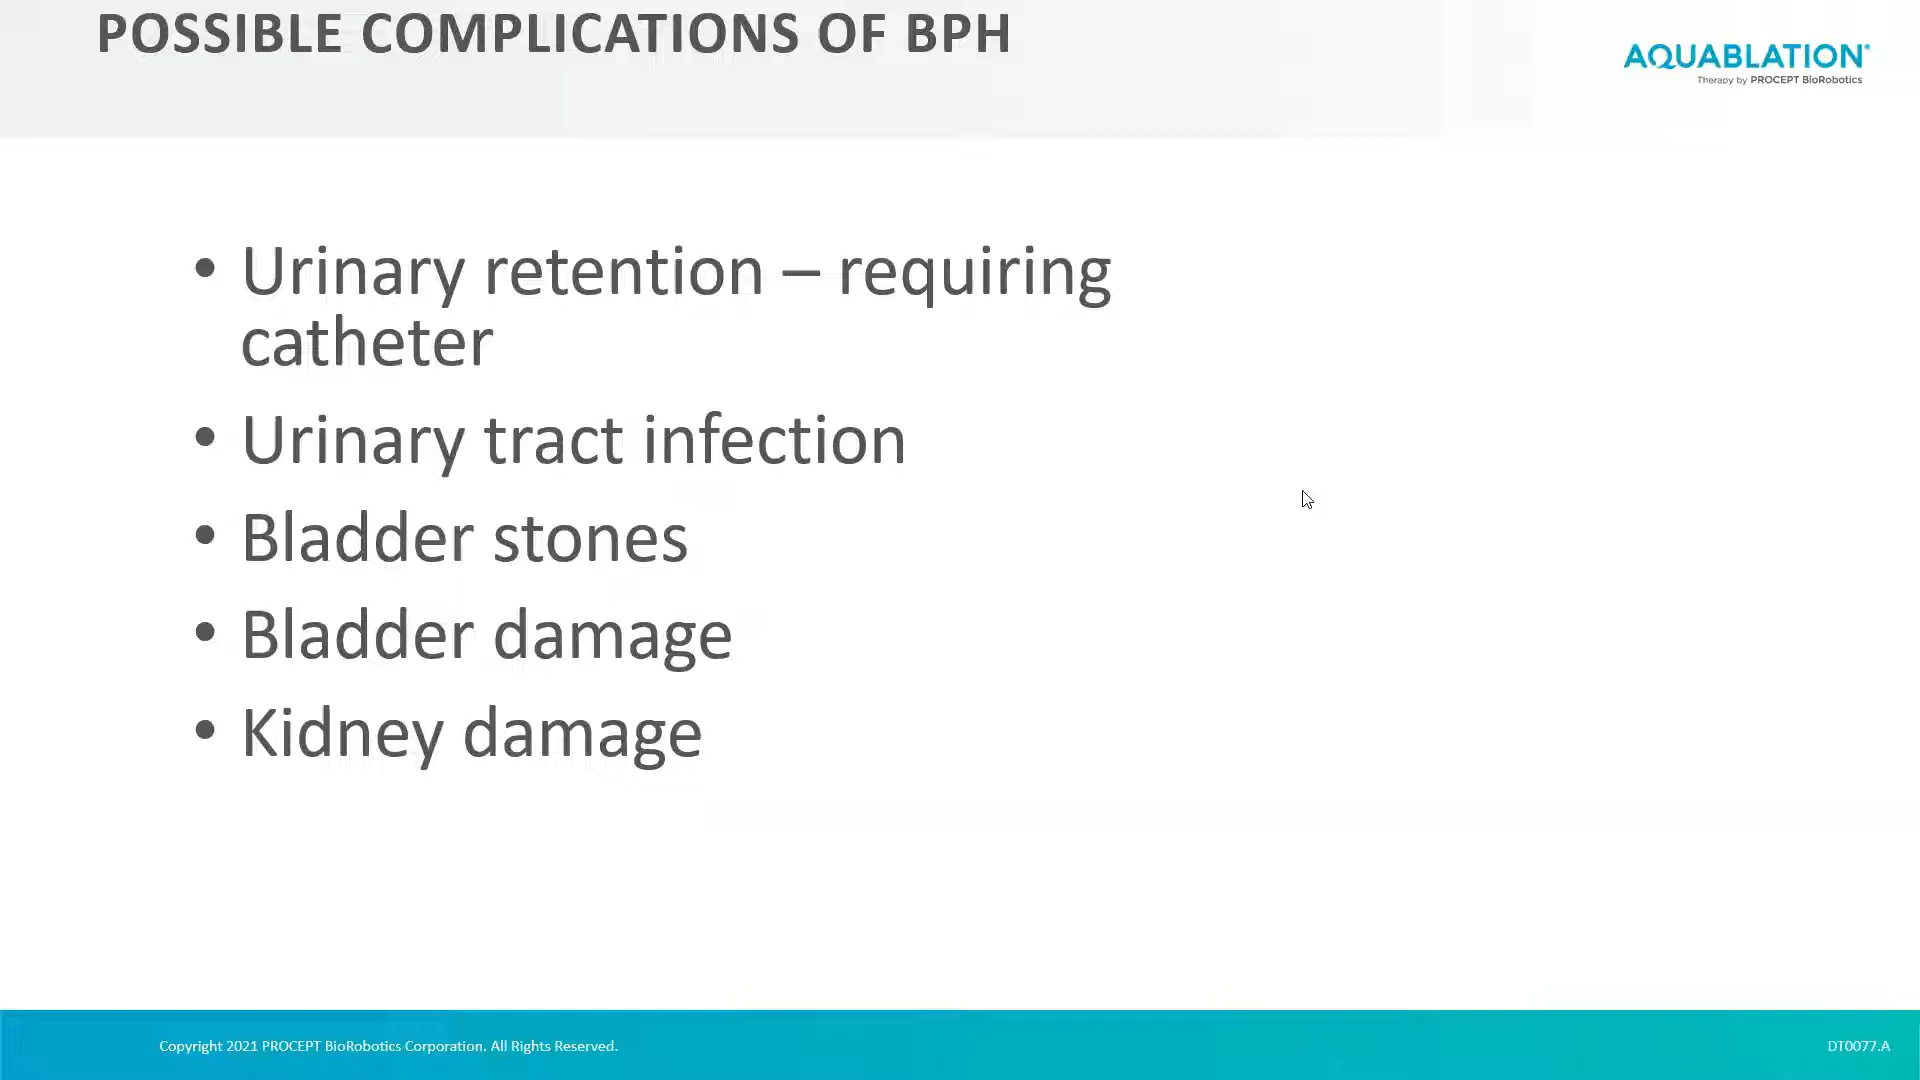 POSSIBLE COMPLICATIONS OF BPH
AQUABLATION®
Therapy by PROCEPT BioRobotics
• Urinary retention – requiring
catheter
• Urinary tract infection
• Bladder stones
• Bladder damage
• Kidney damage
Copyright 2021 PROCEPT BioRobotics Corporation. All Rights Reserved.
DT0077.A